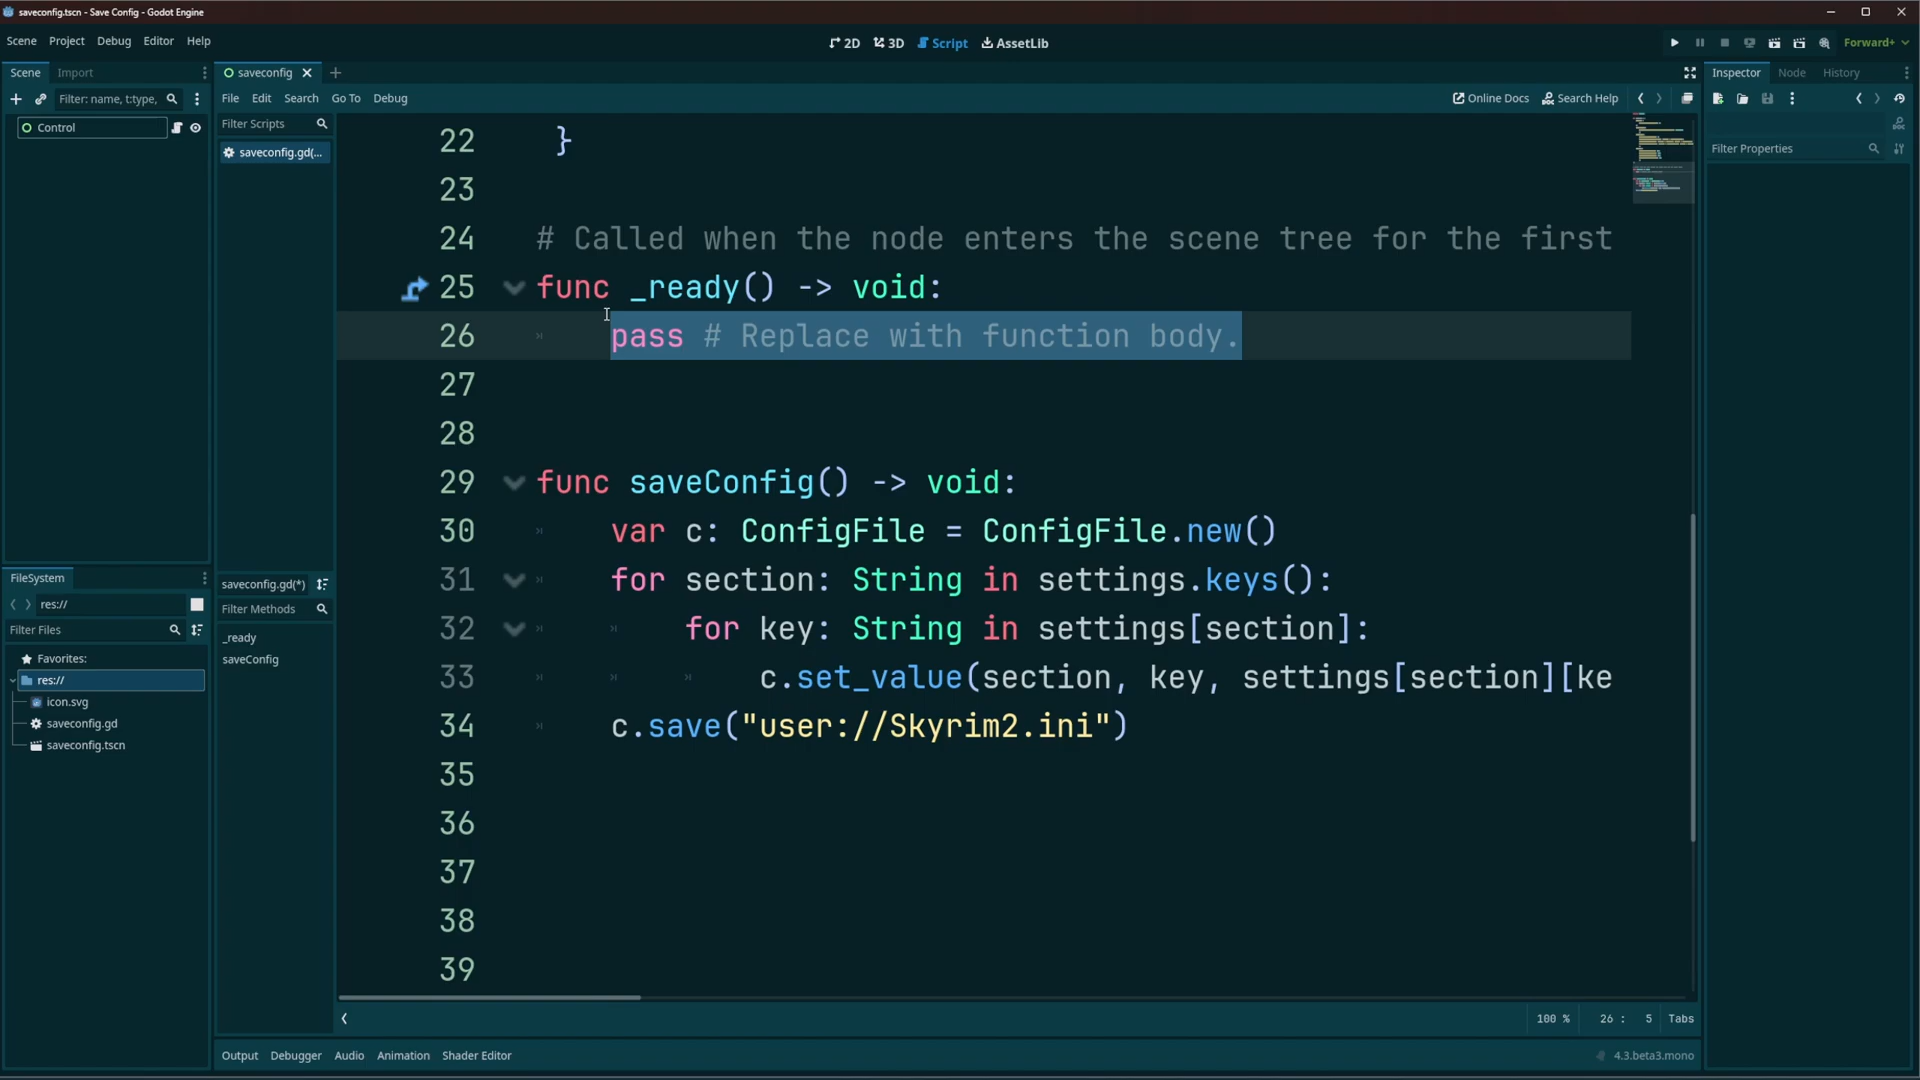 saveconfig.tscn - Save Config - Godot Engine
Scene Project Debug Editor Help
2D 3D Script AssetLib
Forward+
Scene Import
saveconfig
Inspector Node History
Filter: name, t:type,
File Edit Search Go To Debug
Online Docs Search Help
Control
Filter Scripts
saveconfig.gd(...
Filter Properties
22 }
23
24 # Called when the node enters the scene tree for the first
25 func _ready() -> void:
26 pass # Replace with function body.
27
28
29 func saveConfig() -> void:
30 var c: ConfigFile = ConfigFile.new()
31 for section: String in settings.keys():
32 for key: String in settings[section]:
33 c.set_value(section, key, settings[section][ke
34 c.save("user://Skyrim2.ini")
35
36
37
38
39
FileSystem
res://
Filter Files
Favorites:
res://
icon.svg
saveconfig.gd
saveconfig.tscn
saveconfig.gd(*)
Filter Methods
_ready
saveConfig
100 % 26 : 5 Tabs
Output Debugger Audio Animation Shader Editor
4.3.beta3.mono